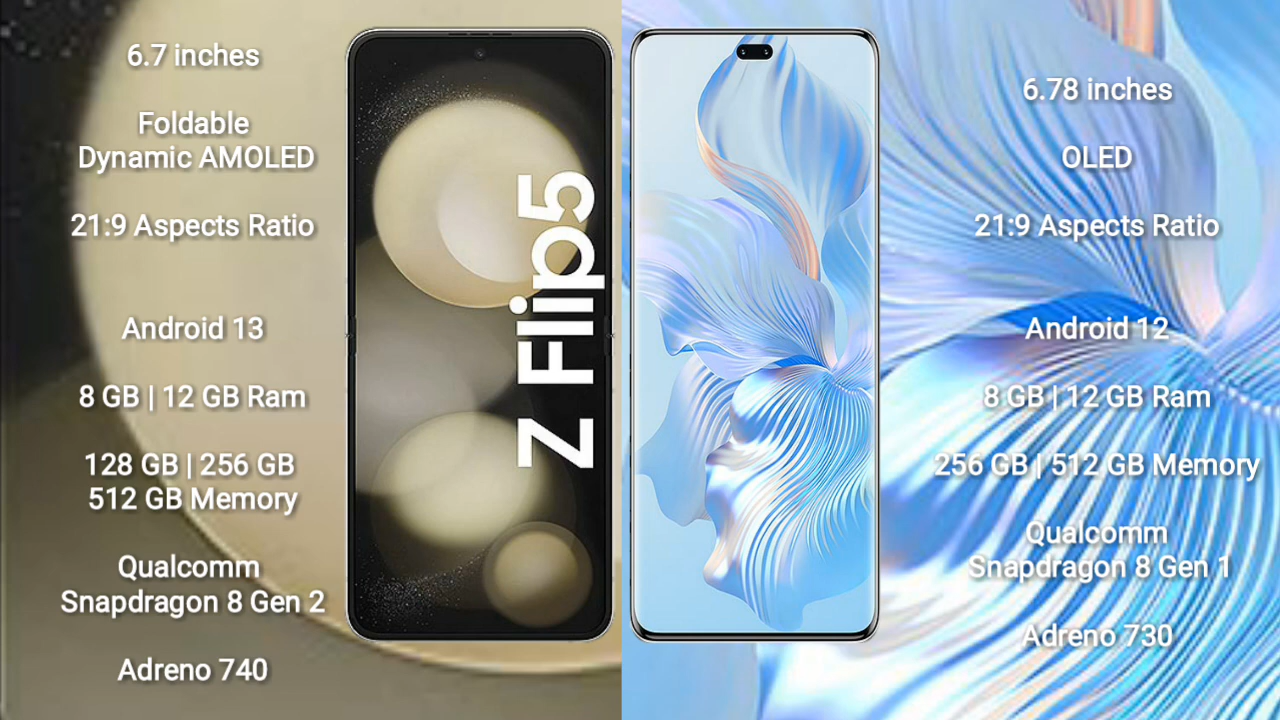 6.7 inches
Foldable
Dynamic AMOLED
21:9 Aspects Ratio
Android 13
8 GB | 12 GB Ram
128 GB | 256 GB
512 GB Memory
Qualcomm
Snapdragon 8 Gen 2
Adreno 740
Z Flip5
6.78 inches
OLED
21:9 Aspects Ratio
Android 12
8 GB | 12 GB Ram
256 GB | 512 GB Memory
Qualcomm
Snapdragon 8 Gen 1
Adreno 730